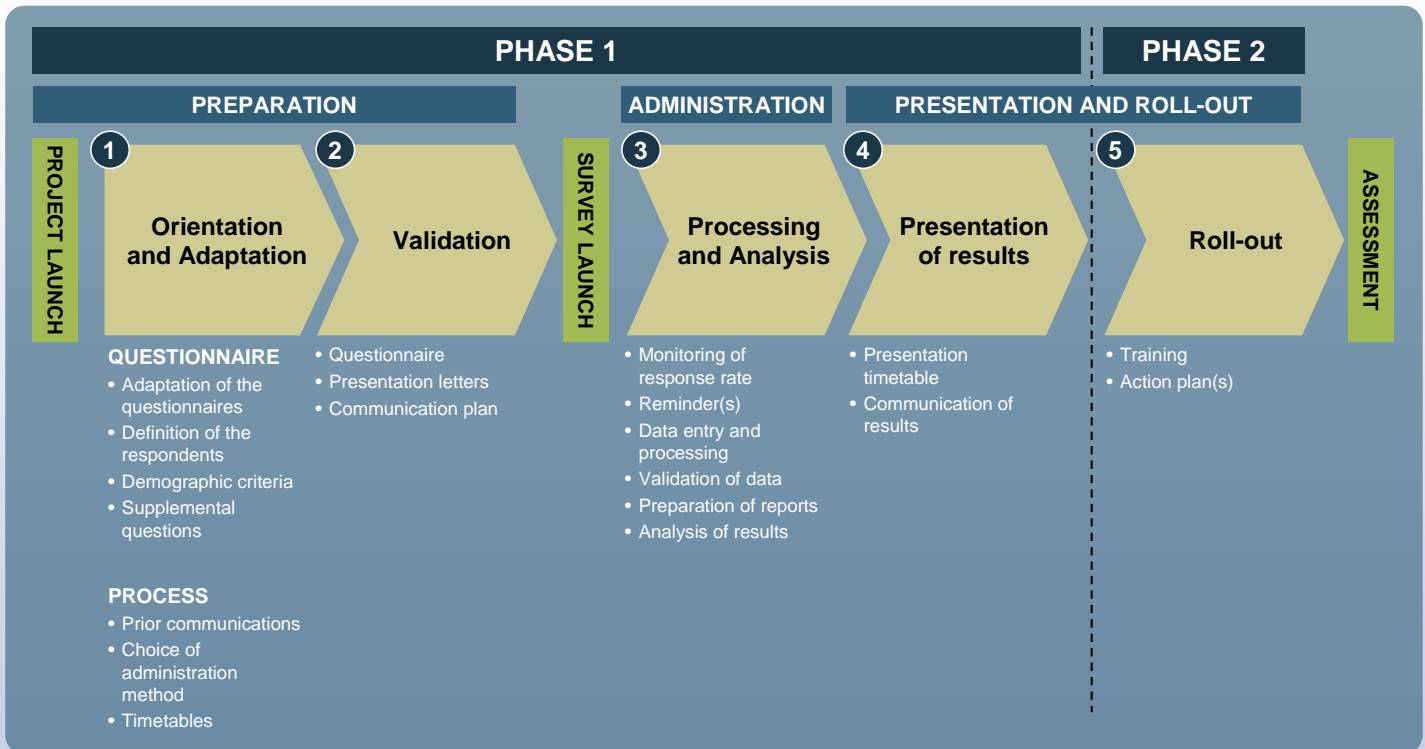 PHASE 1
PHASE 2
PREPARATION
ADMINISTRATION
PRESENTATION AND ROLL-OUT
PROJECT LAUNCH
1
Orientation
and Adaptation
2
Validation
SURVEY LAUNCH
3
Processing
and Analysis
4
Presentation
of results
5
Roll-out
ASSESSMENT
QUESTIONNAIRE
• Adaptation of the
questionnaires
• Definition of the
respondents
• Demographic criteria
• Supplemental
questions
PROCESS
• Prior communications
• Choice of
administration
method
• Timetables
• Questionnaire
• Presentation letters
• Communication plan
• Monitoring of
response rate
• Reminder(s)
• Data entry and
processing
• Validation of data
• Preparation of reports
• Analysis of results
• Presentation
timetable
• Communication of
results
• Training
• Action plan(s)